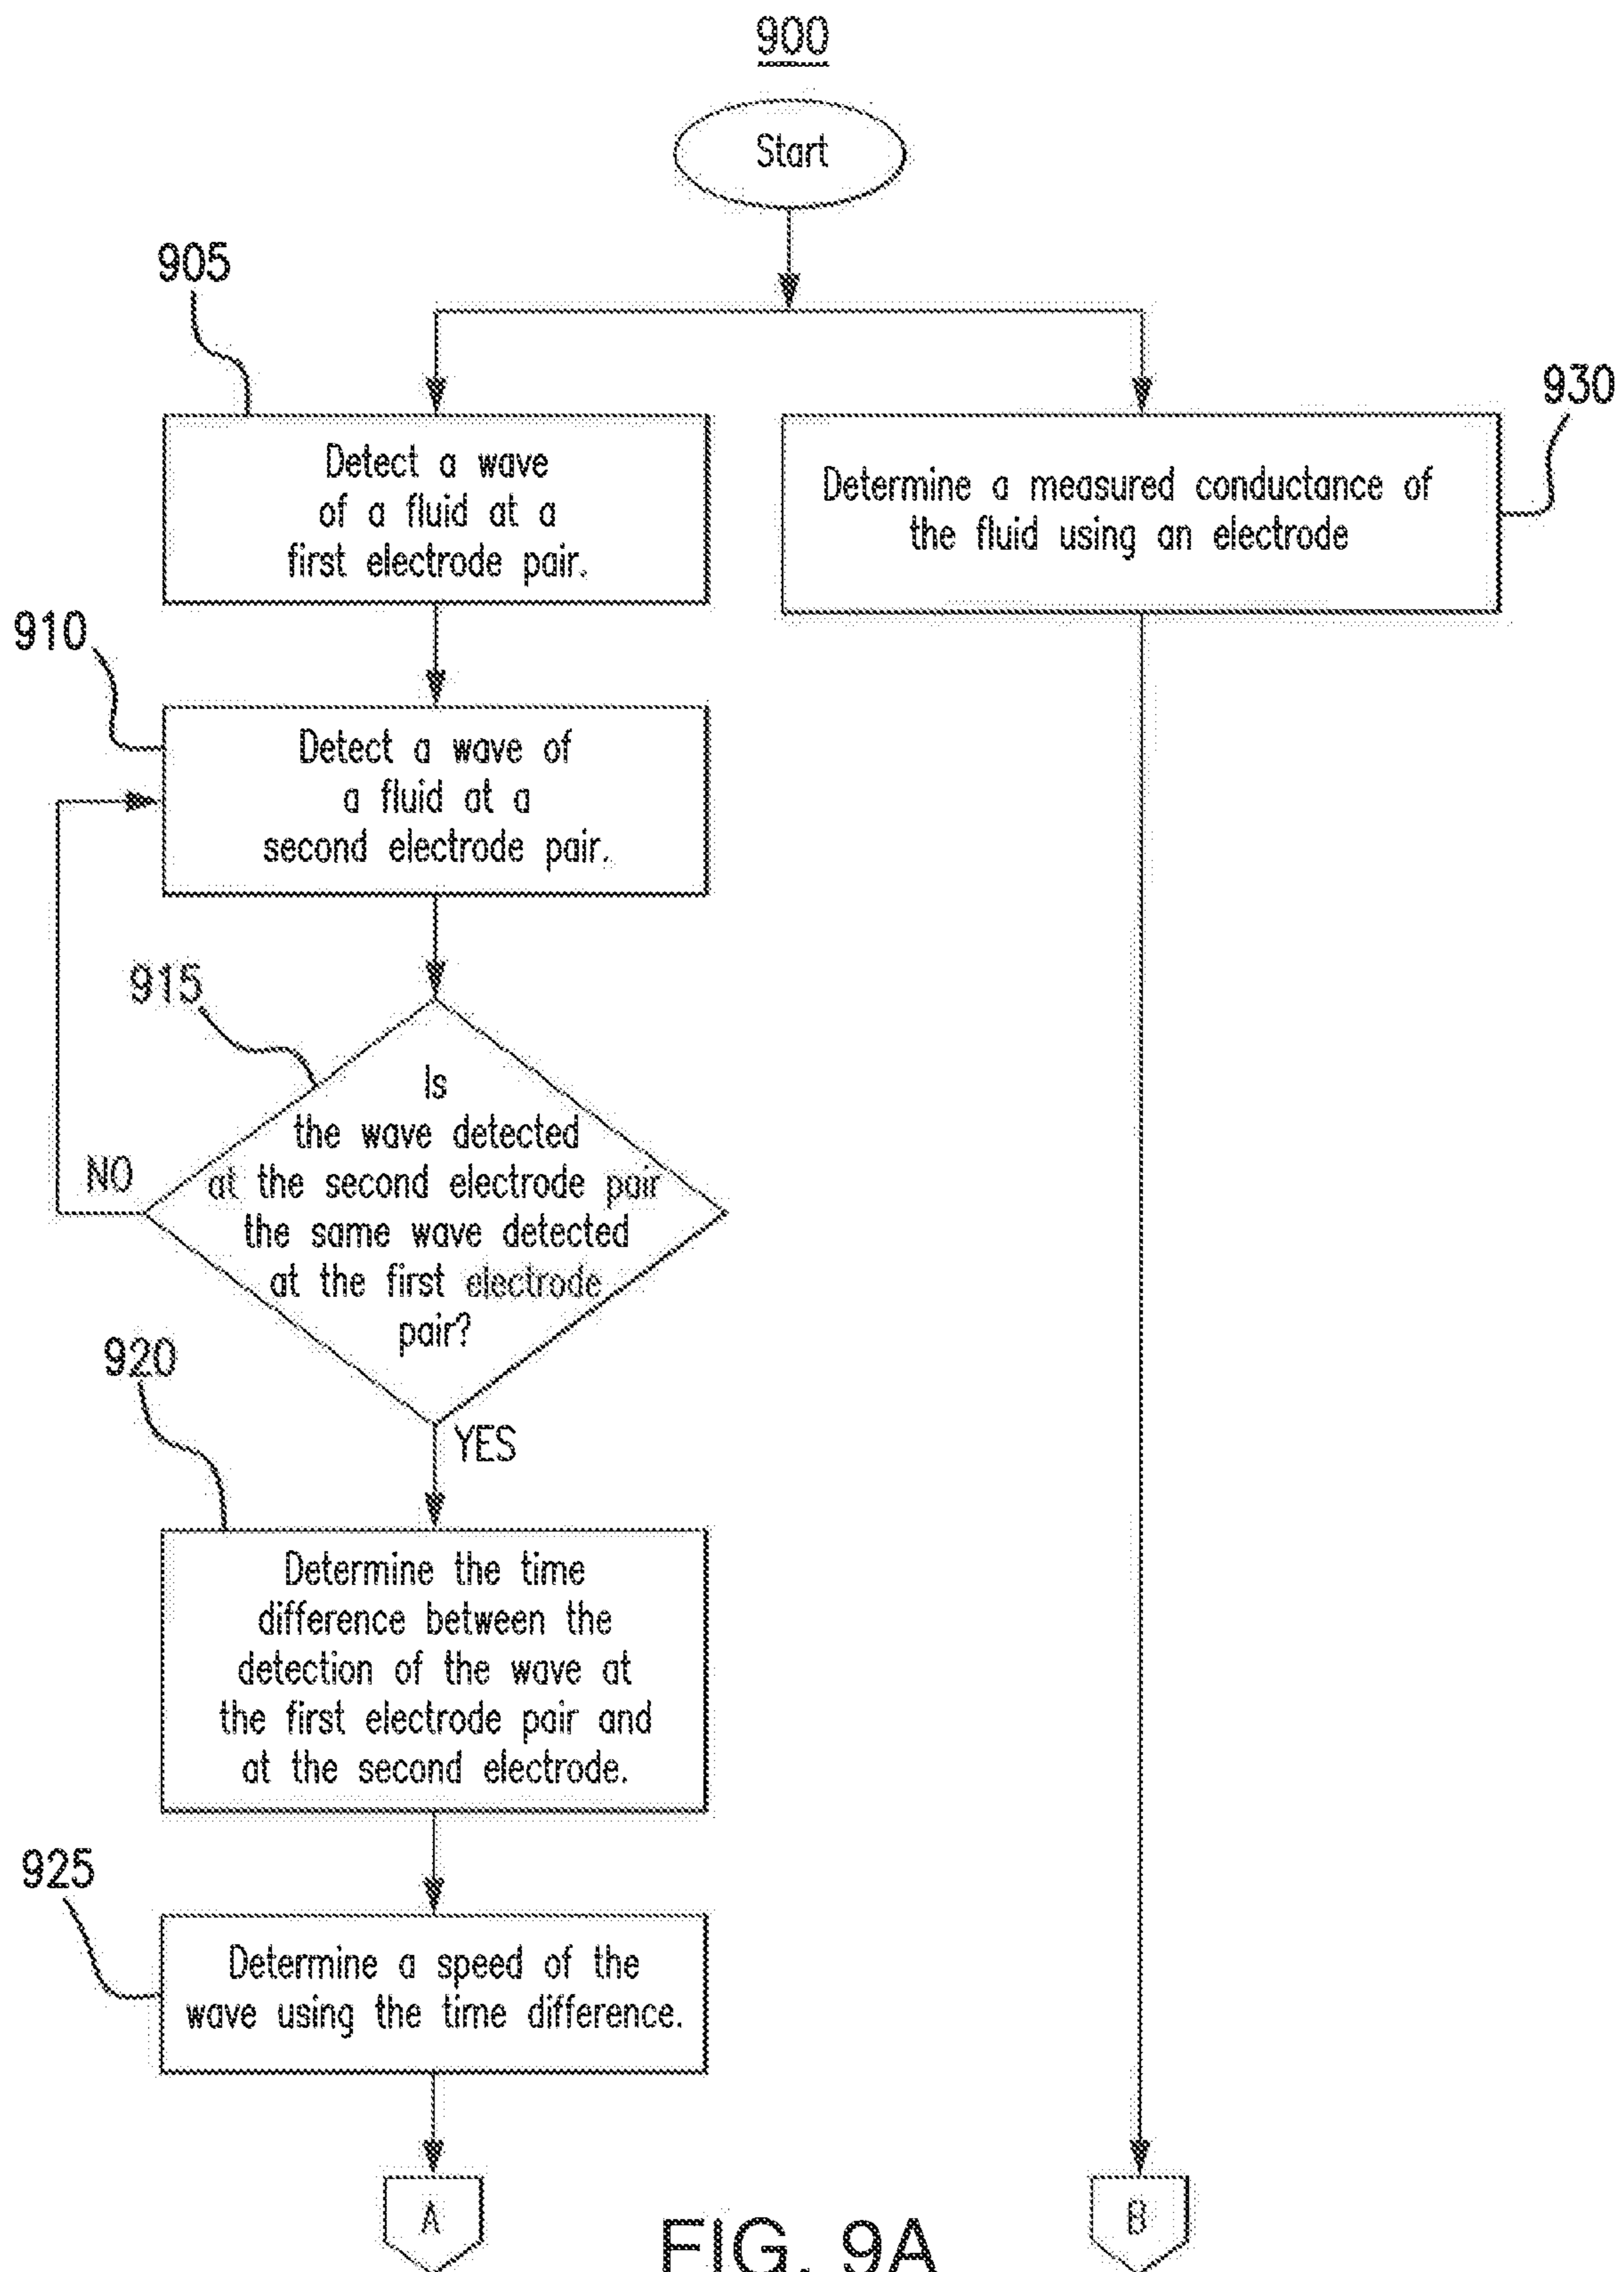 900
Start
905
930
Detect a wave
of a fluid at a
first electrode pair.
Determine a measured conductance of
the fluid using an electrode
910
Detect a wave of
a fluid at a
second electrode pair.
915
Is
the wave detected
at the second electrode pair
the same wave detected
at the first electrode
pair?
NO
YES
920
Determine the time
difference between the
detection of the wave at
the first electrode pair and
at the second electrode.
925
Determine a speed of the
wave using the time difference.
A
B
FIG. 9A